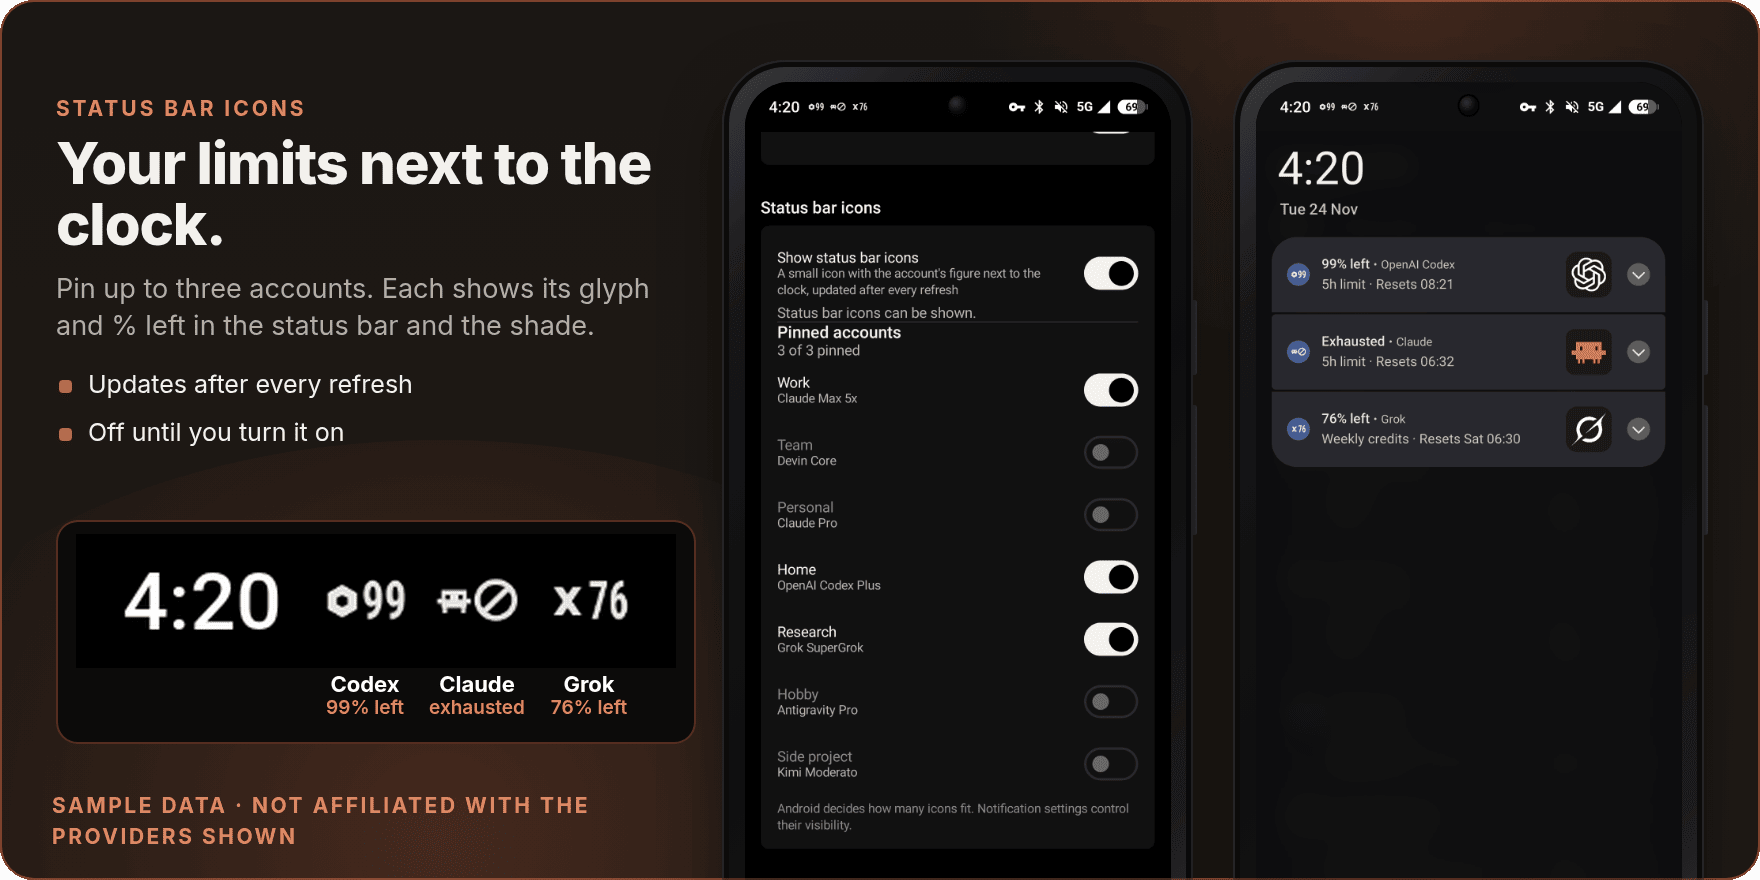 STATUS BAR ICONS
Your limits next to the
clock.
Pin up to three accounts. Each shows its glyph
and % left in the status bar and the shade.
Updates after every refresh
Off until you turn it on
4:20 99 76
Codex Claude Grok
99% left exhausted 76% left
SAMPLE DATA · NOT AFFILIATED WITH THE
PROVIDERS SHOWN
4:20 99 x76 5G 69
Status bar icons
Show status bar icons
A small icon with the account's figure next to the
clock, updated after every refresh
Status bar icons can be shown.
Pinned accounts
3 of 3 pinned
Work
Claude Max 5x
Team
Devin Core
Personal
Claude Pro
Home
OpenAI Codex Plus
Research
Grok SuperGrok
Hobby
Antigravity Pro
Side project
Kimi Moderato
Android decides how many icons fit. Notification settings control
their visibility.
4:20 99 x76 5G 69
4:20
Tue 24 Nov
99 99% left • OpenAI Codex
5h limit · Resets 08:21
Exhausted • Claude
5h limit · Resets 06:32
x76 76% left • Grok
Weekly credits · Resets Sat 06:30